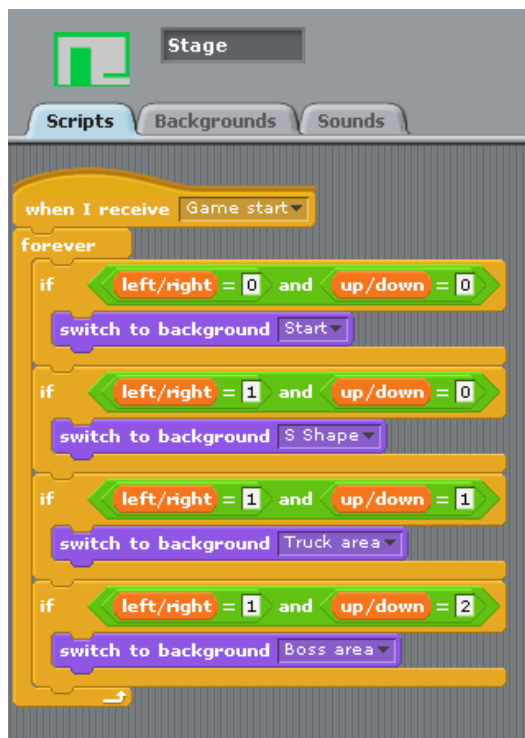 Stage
Scripts Backgrounds Sounds
when I receive Game start
forever
if left/right = 0 and up/down = 0
switch to background Start
if left/right = 1 and up/down = 0
switch to background S Shape
if left/right = 1 and up/down = 1
switch to background Truck area
if left/right = 1 and up/down = 2
switch to background Boss area